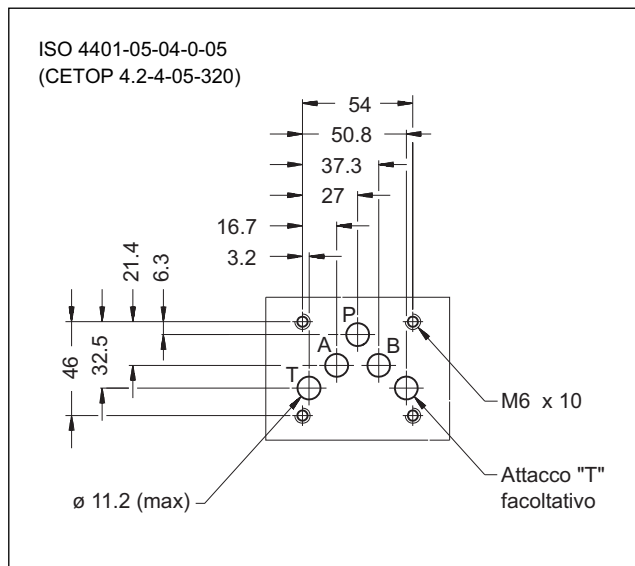 ISO 4401-05-04-0-05
(CETOP 4.2-4-05-320)
54
50.8
37.3
27
16.7
3.2
21.4
6.3
46
32.5
P
A
B
T
M6 x 10
ø 11.2 (max)
Attacco "T"
facoltativo